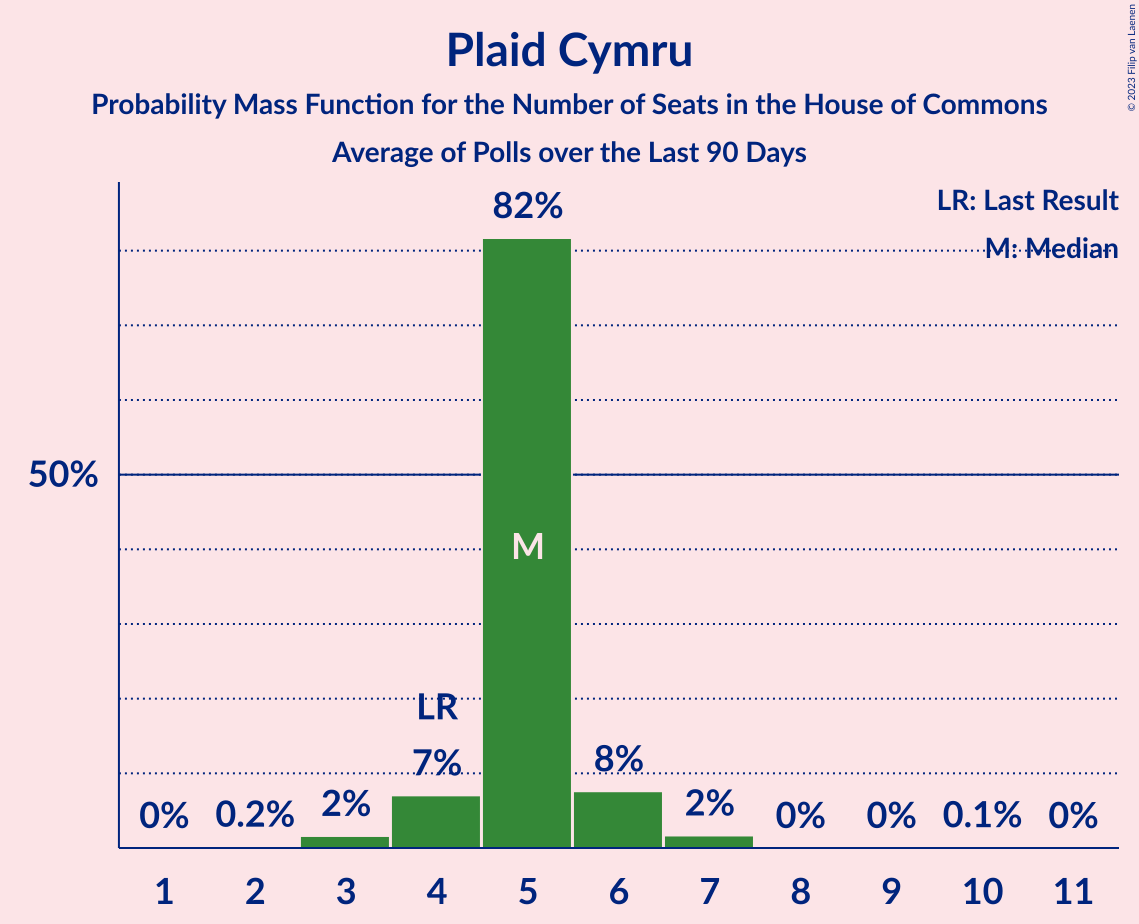 Plaid Cymru
Probability Mass Function for the Number of Seats in the House of Commons
Average of Polls over the Last 90 Days
© 2023 Filip van Laenen
LR: Last Result
M: Median
82%
50%
M
LR
7%
8%
0%
0.2%
2%
2%
0%
0%
0.1%
0%
1 2 3 4 5 6 7 8 9 10 11